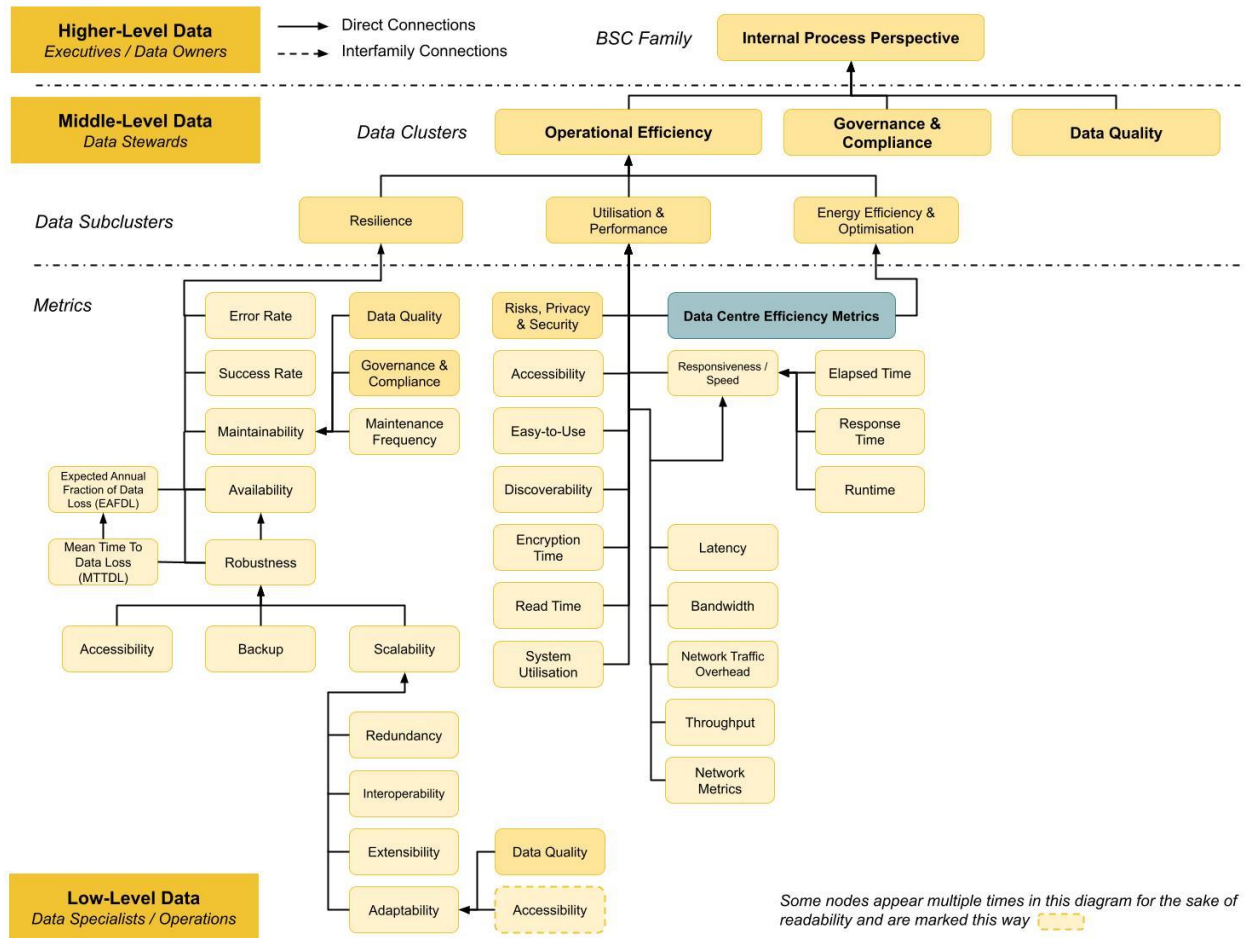 Higher-Level Data
Executives / Data Owners
Direct Connections
Interfamily Connections
BSC Family
Internal Process Perspective
Middle-Level Data
Data Stewards
Data Clusters
Operational Efficiency
Governance &
Compliance
Data Quality
Data Subclusters
Resilience
Utilisation &
Performance
Energy Efficiency &
Optimisation
Metrics
Error Rate
Data Quality
Risks, Privacy
& Security
Data Centre Efficiency Metrics
Success Rate
Governance &
Compliance
Accessibility
Responsiveness /
Speed
Elapsed Time
Maintainability
Maintenance
Frequency
Easy-to-Use
Response
Time
Expected Annual
Fraction of Data
Loss (EAFDL)
Availability
Discoverability
Runtime
Mean Time To
Data Loss
(MTTDL)
Robustness
Encryption
Time
Latency
Read Time
Bandwidth
Accessibility
Backup
Scalability
System
Utilisation
Network Traffic
Overhead
Redundancy
Throughput
Interoperability
Network
Metrics
Extensibility
Data Quality
Low-Level Data
Data Specialists / Operations
Adaptability
Accessibility
Some nodes appear multiple times in this diagram for the sake of
readability and are marked this way